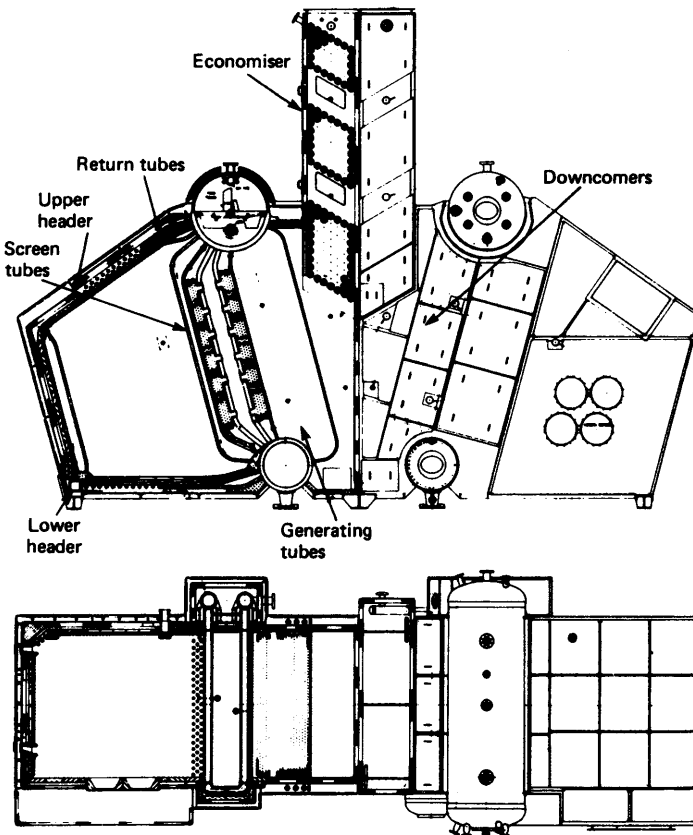 Economiser
Return tubes
Upper
header
Screen
tubes
Downcomers
Lower
header
Generating
tubes